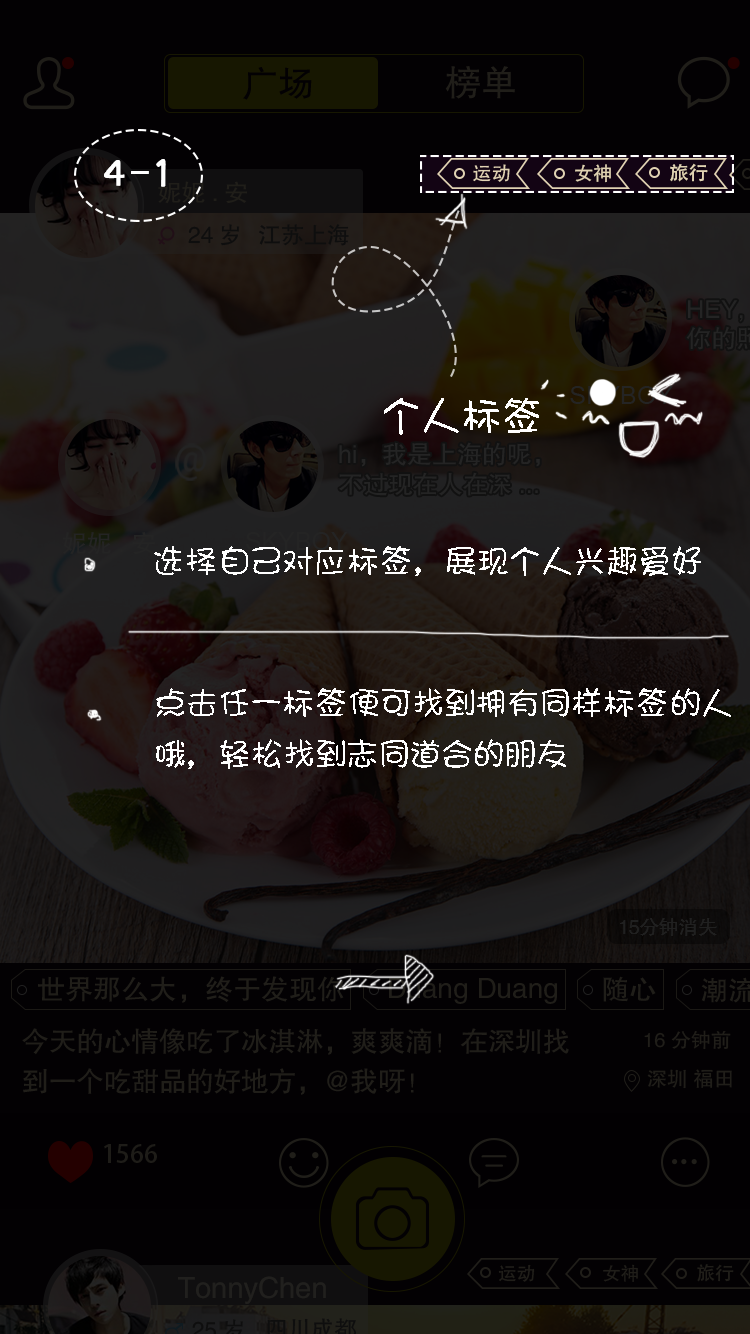 广场 榜单
4-1
运动 女神 旅行
妮妮 . 安
24 岁 江苏上海
HEY,
你的照
个人标签
@
hi，我是上海的呢，
不过现在人在深 ...
选择自己对应标签，展现个人兴趣爱好
点击任一标签便可找到拥有同样标签的人
哦，轻松找到志同道合的朋友
15分钟消失
世界那么大，终于发现你 Duang Duang 随心 潮流
今天的心情像吃了冰淇淋，爽爽滴！在深圳找
16 分钟前
到一个吃甜品的好地方，@我呀！
深圳 福田
1566
运动 女神 旅行
TonnyChen
25 岁 四川成都